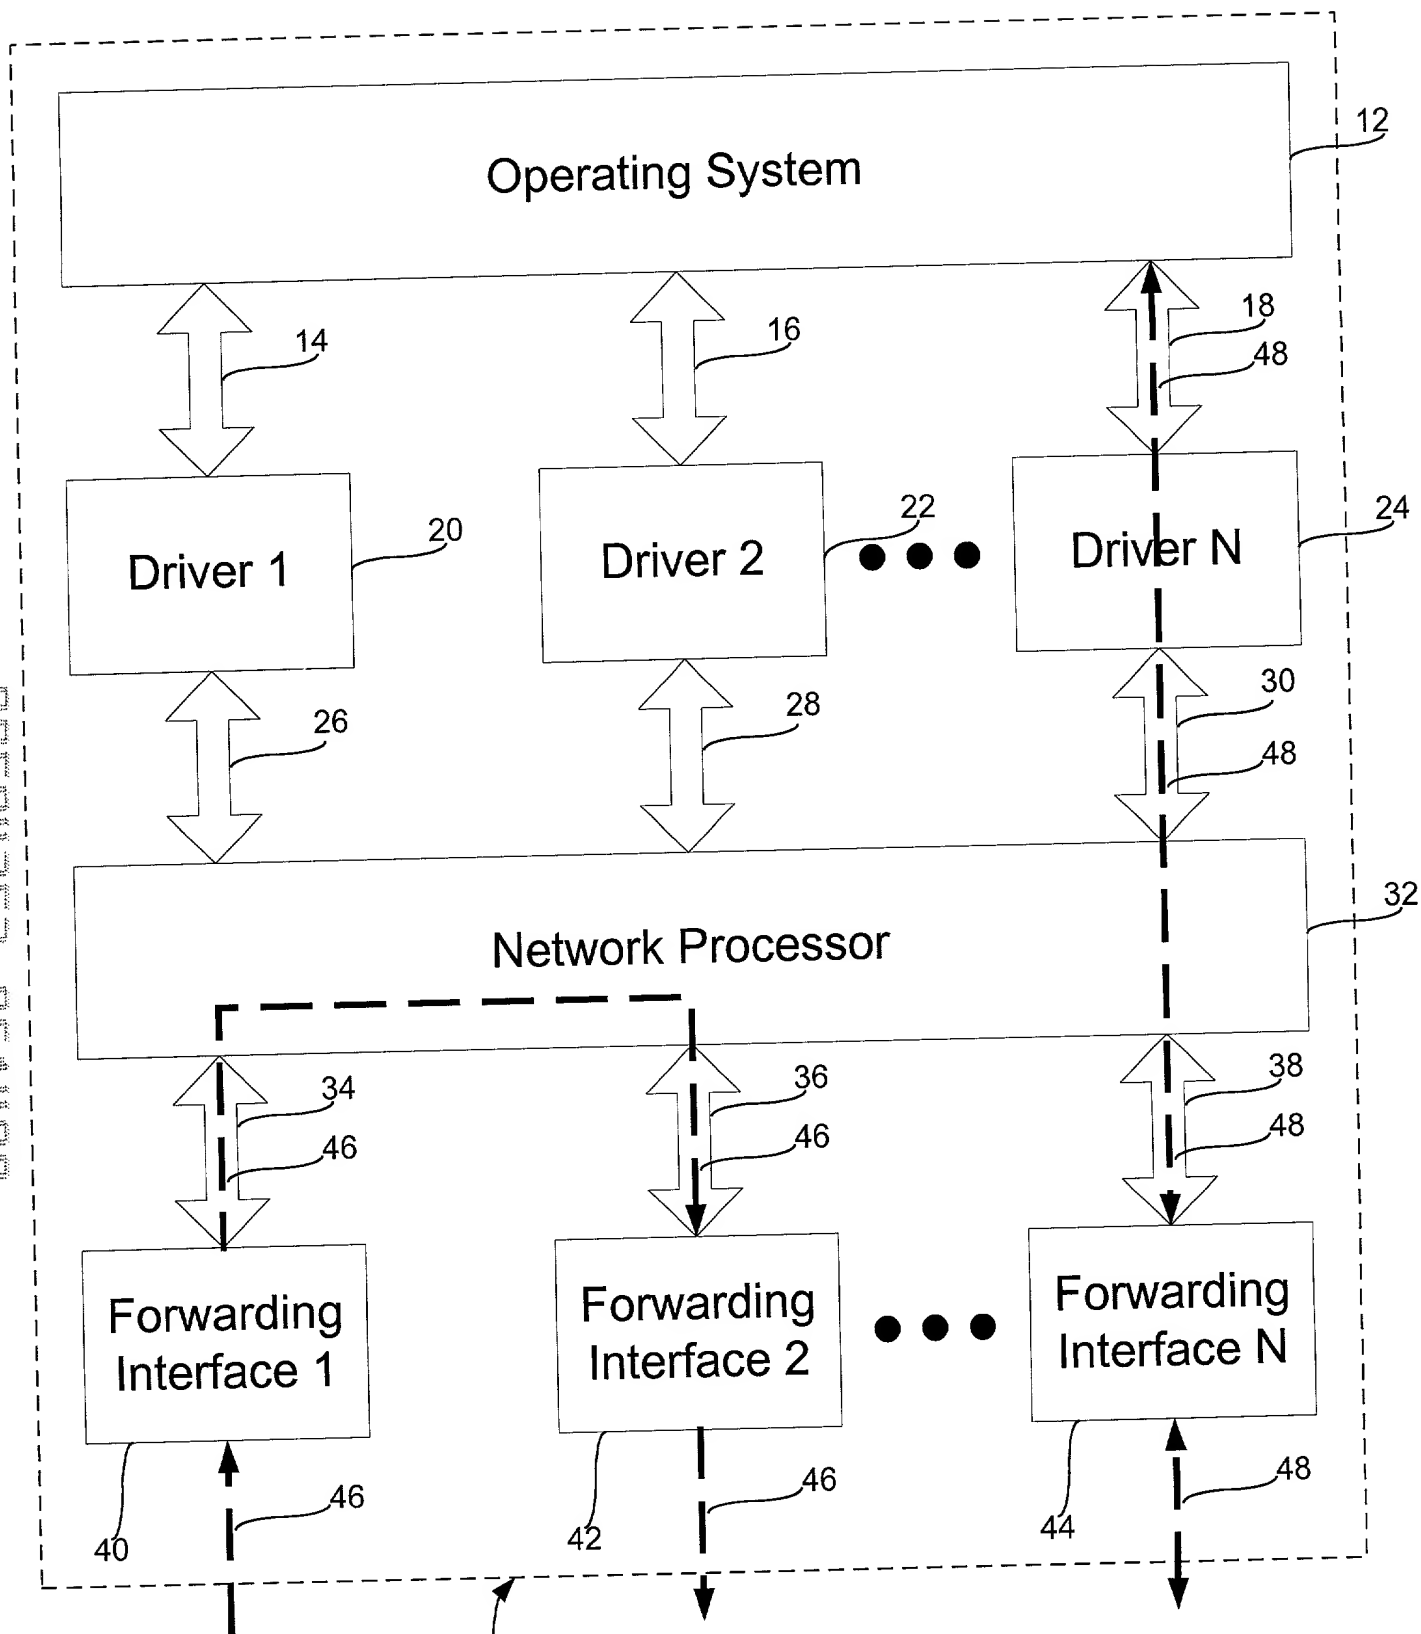 12
Operating System
14
16
18
48
20
22
24
Driver 1
Driver 2
Driver N
26
28
30
48
32
Network Processor
34
36
38
46
46
48
Forwarding
Interface 1
Forwarding
Interface 2
Forwarding
Interface N
46
46
48
40
42
44